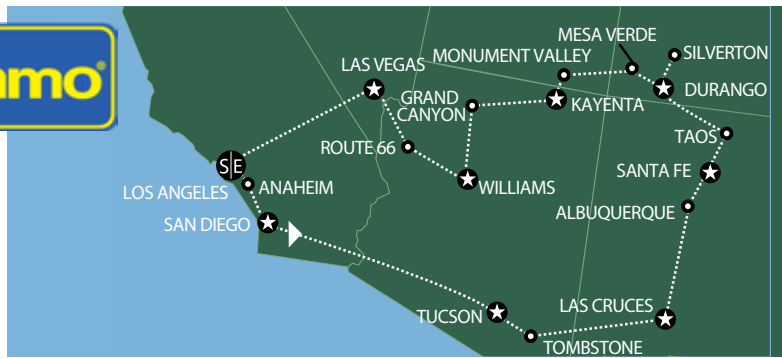 amo®
MESA VERDE
SILVERTON
MONUMENT VALLEY
LAS VEGAS
DURANGO
GRAND
CANYON
KAYENTA
TAOS
ROUTE 66
S|E
SANTA FE
LOS ANGELES
ANAHEIM
WILLIAMS
ALBUQUERQUE
SAN DIEGO
LAS CRUCES
TUCSON
TOMBSTONE